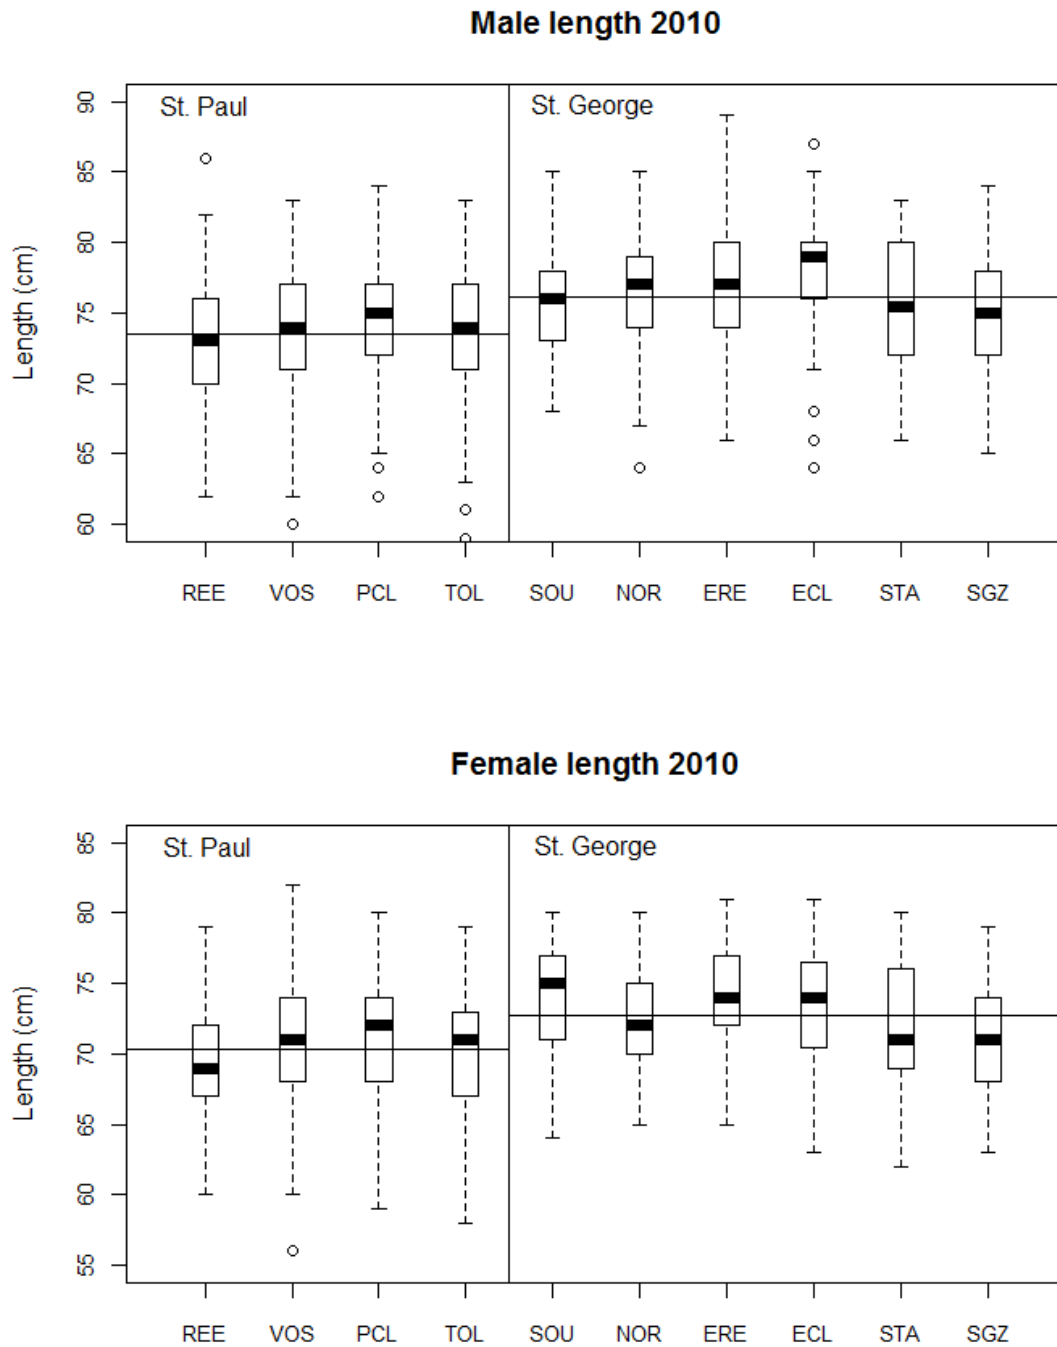 Male length 2010
St. Paul St. George
Length (cm)
90
85
80
75
70
65
60
REE VOS PCL TOL SOU NOR ERE ECL STA SGZ
Female length 2010
St. Paul St. George
Length (cm)
85
80
75
70
65
60
55
REE VOS PCL TOL SOU NOR ERE ECL STA SGZ